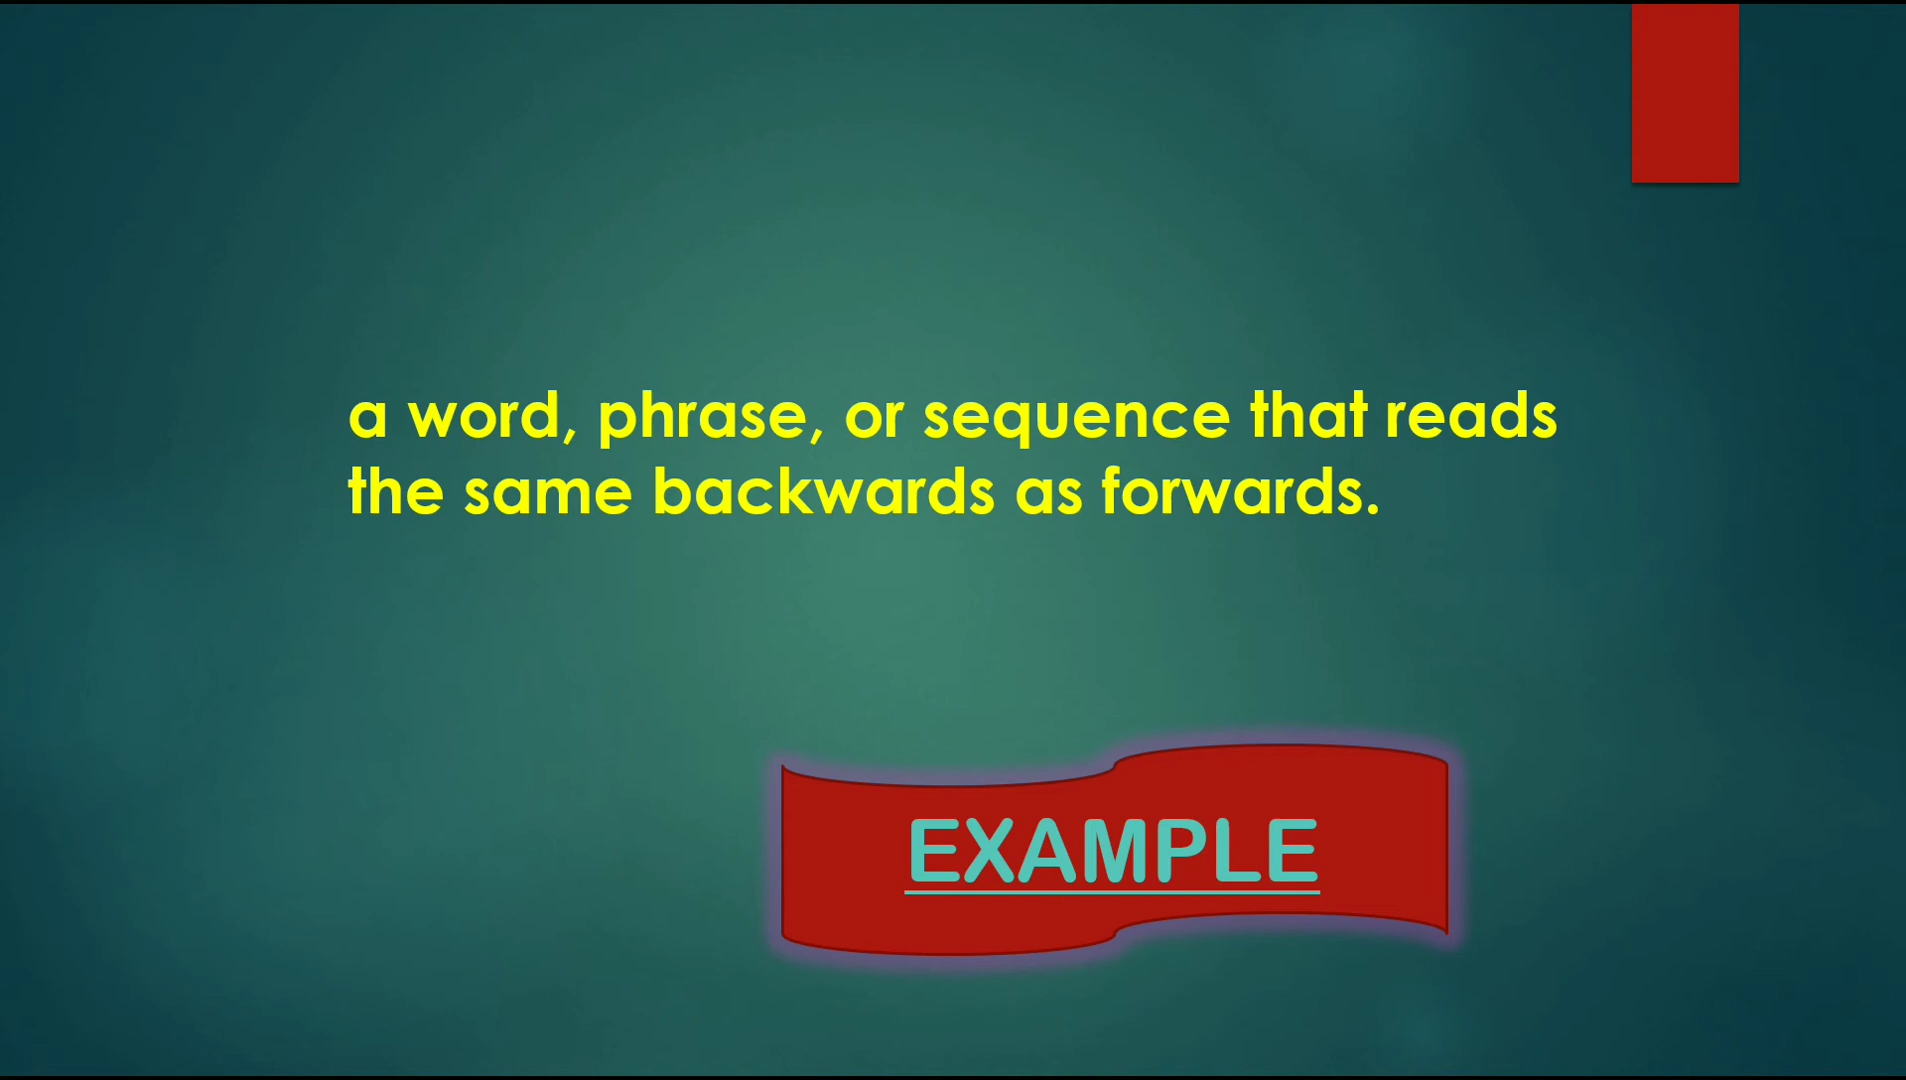 a word, phrase, or sequence that reads
the same backwards as forwards.
EXAMPLE